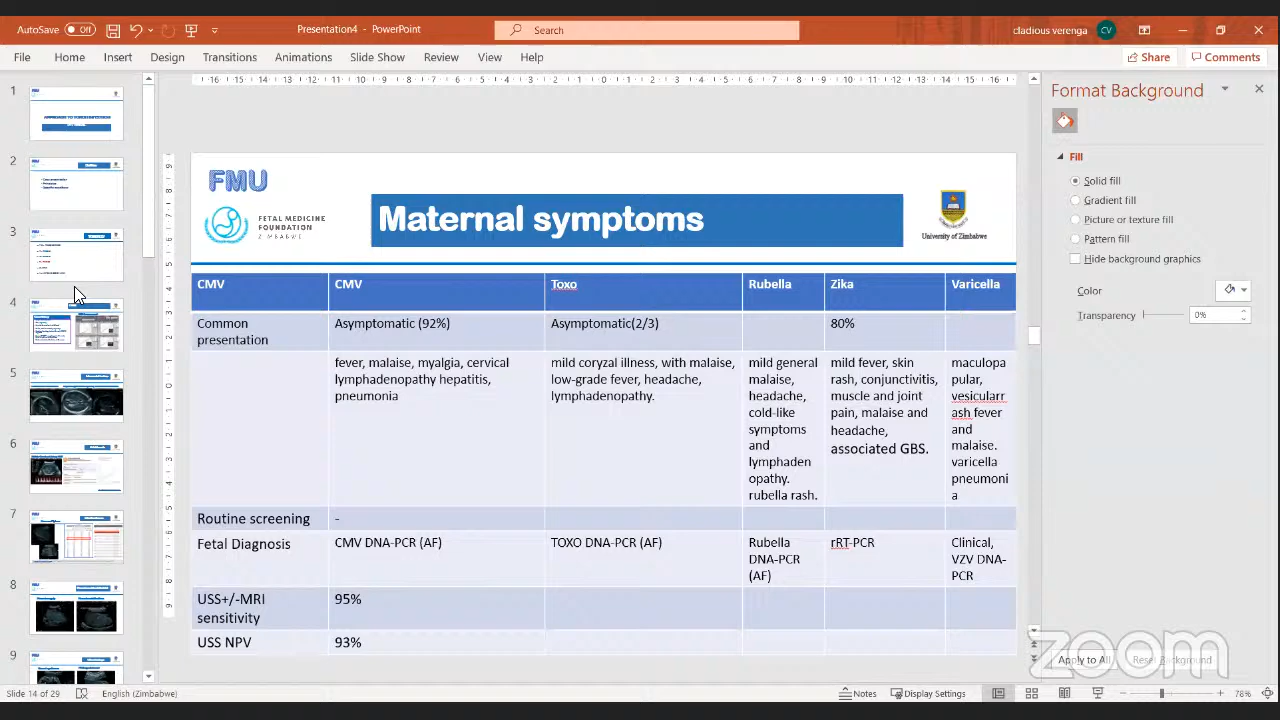 AutoSave Off Presentation4 - PowerPoint Search cladious verenga CV
File Home Insert Design Transitions Animations Slide Show Review View Help Share Comments
Format Background
Fill
Solid fill
Gradient fill
Picture or texture fill
Pattern fill
Hide background graphics
Color
Transparency 0%
Apply to All Reset Background
1
2
3
4
6
7
8
9
FMU
FETAL MEDICINE
FOUNDATION
ZIMBABWE
Maternal symptoms
University of Zimbabwe
CMV CMV Toxo Rubella Zika Varicella
Common
presentation
Asymptomatic (92%)
Asymptomatic(2/3)
80%
fever, malaise, myalgia, cervical
lymphadenopathy hepatitis,
pneumonia
mild coryzal illness, with malaise
low-grade fever, headache,
lymphadenopathy.
mild general
malaise,
headache,
cold-like
symptoms
and
lymphaden
opathy.
rubella rash.
mild fever, skin
rash, conjunctivitis,
muscle and joint
pain, malaise and
headache,
associated GBS,
maculopa
pular,
vesicularr
ash fever
and
malaise.
varicella
pneumoni
a
Routine screening -
Fetal Diagnosis
CMV DNA-PCR (AF)
TOXO DNA-PCR (AF)
Rubella
DNA-PCR
(AF)
rRT-PCR
Clinical,
VZV DNA-
PCR
USS+/-MRI
sensitivity
95%
USS NPV 93%
zoom
Slide 14 of 29 English (Zimbabwe) Notes Display Settings 78%